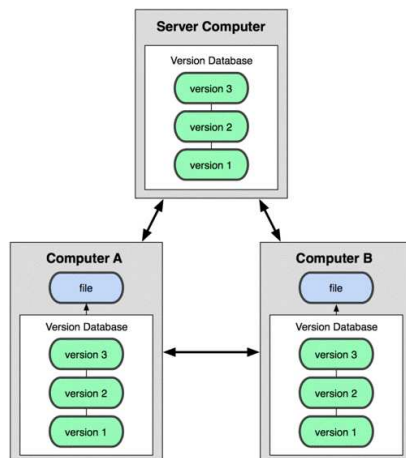 Server Computer
Version Database
version 3
version 2
version 1
Computer A
file
Version Database
version 3
version 2
version 1
Computer B
file
Version Database
version 3
version 2
version 1